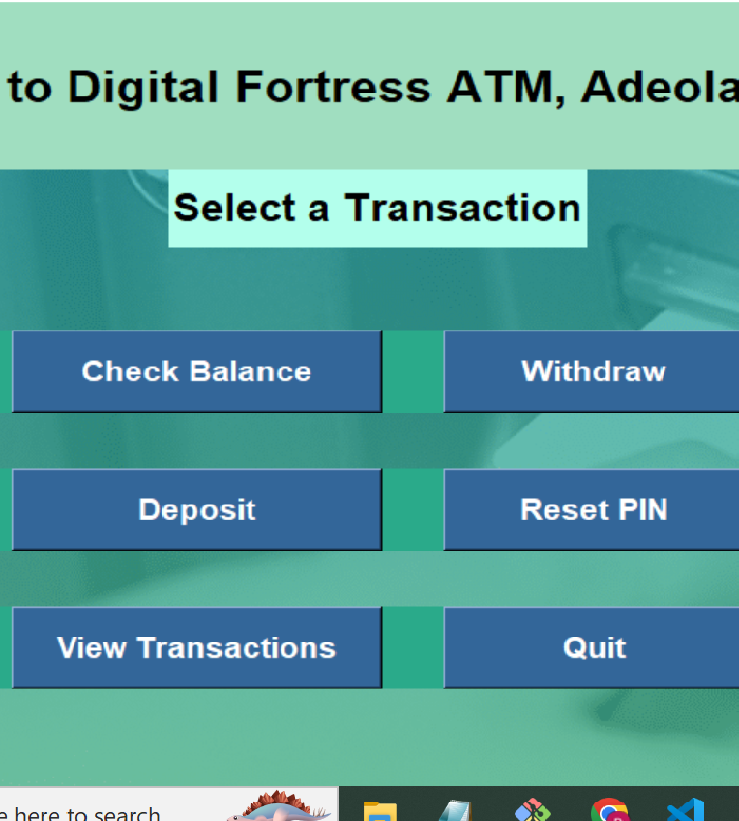 to Digital Fortress ATM, Adeola
Select a Transaction
Check Balance
Withdraw
Deposit
Reset PIN
View Transactions
Quit
e here to search